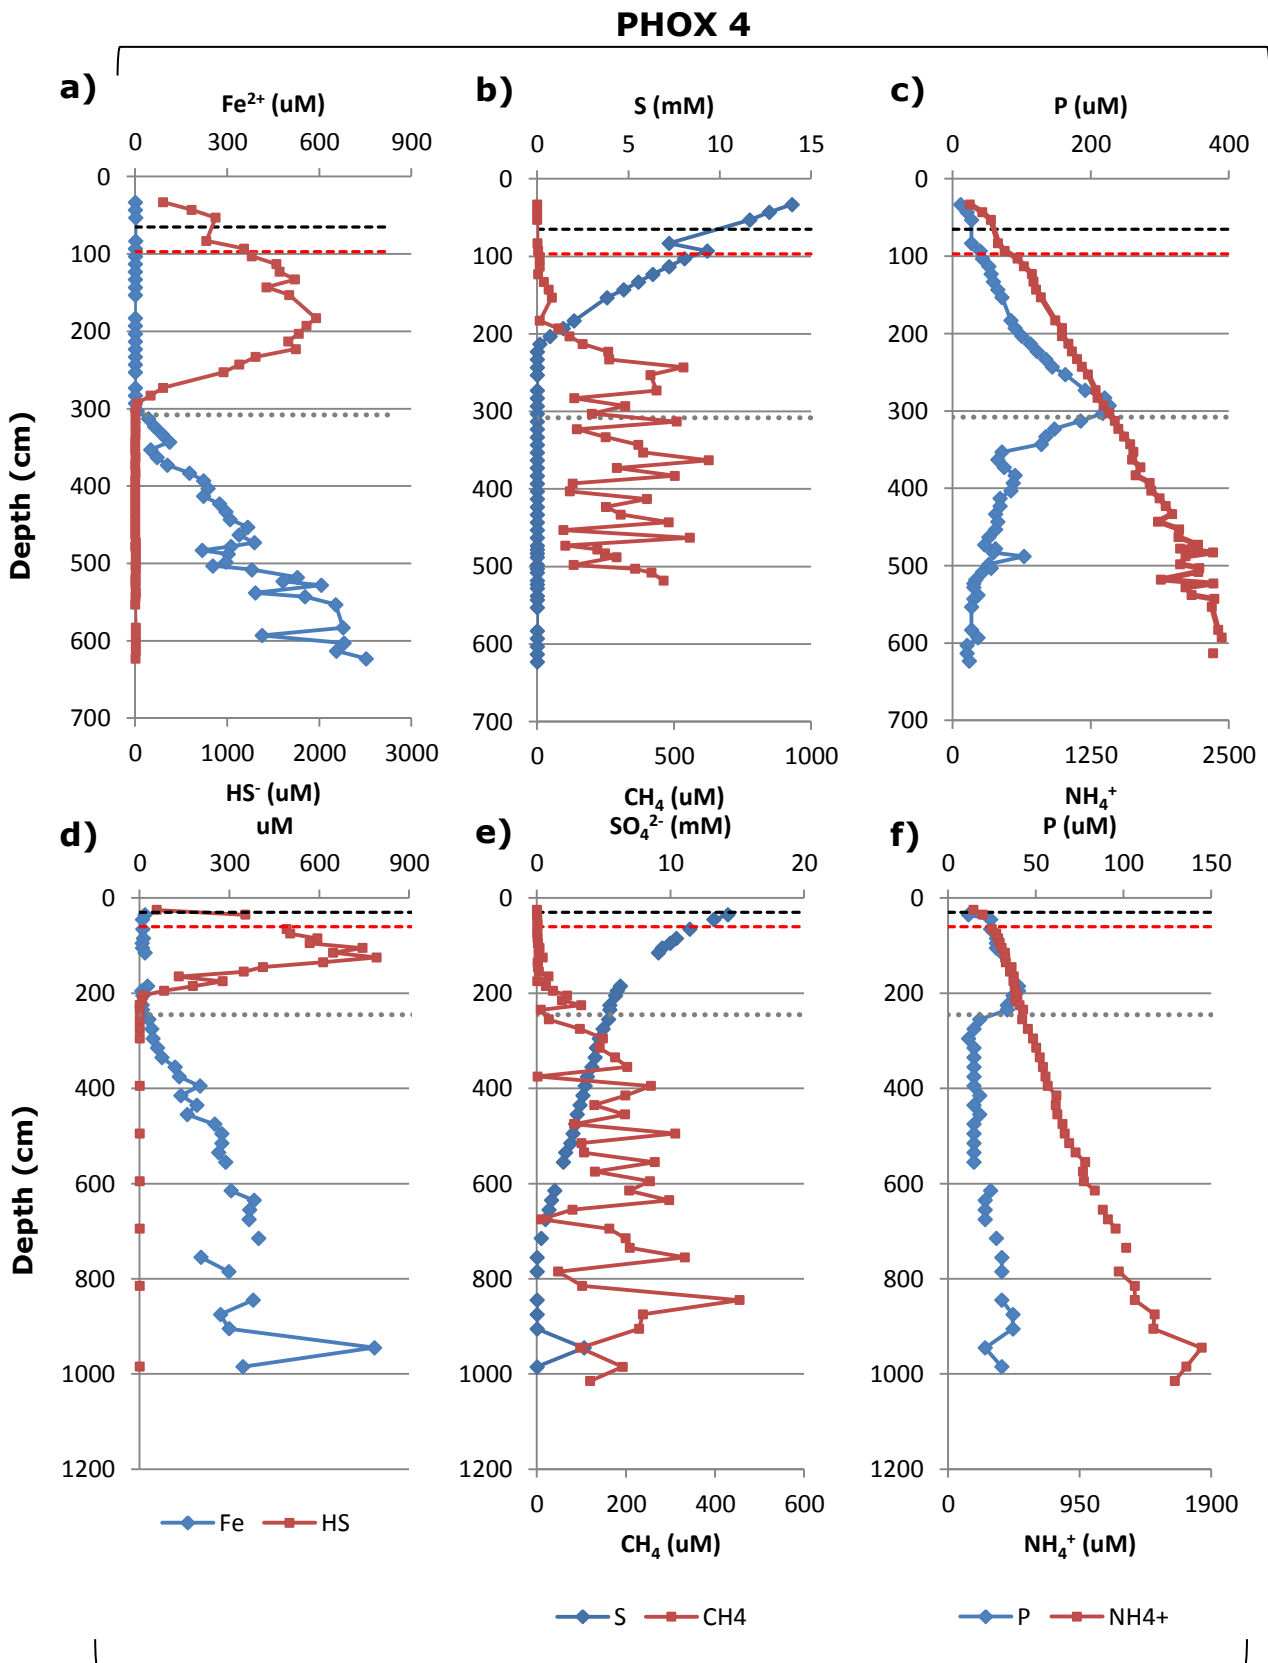 PHOX 4
a)
Fe²⁺ (uM)
0 300 600 900
0
100
200
300
400
500
600
700
0 1000 2000 3000
HS⁻ (uM)
Depth (cm)
b)
S (mM)
0 5 10 15
0
100
200
300
400
500
600
700
0 500 1000
CH₄ (uM)
c)
P (uM)
0 200 400
0
100
200
300
400
500
600
700
0 1250 2500
NH₄⁺
d)
uM
0 300 600 900
0
200
400
600
800
1000
1200
Depth (cm)
Fe HS
e)
SO₄²⁻ (mM)
0 10 20
0
200
400
600
800
1000
1200
0 200 400 600
CH₄ (uM)
S CH4
f)
P (uM)
0 50 100 150
0
200
400
600
800
1000
1200
0 950 1900
NH₄⁺ (uM)
P NH4+